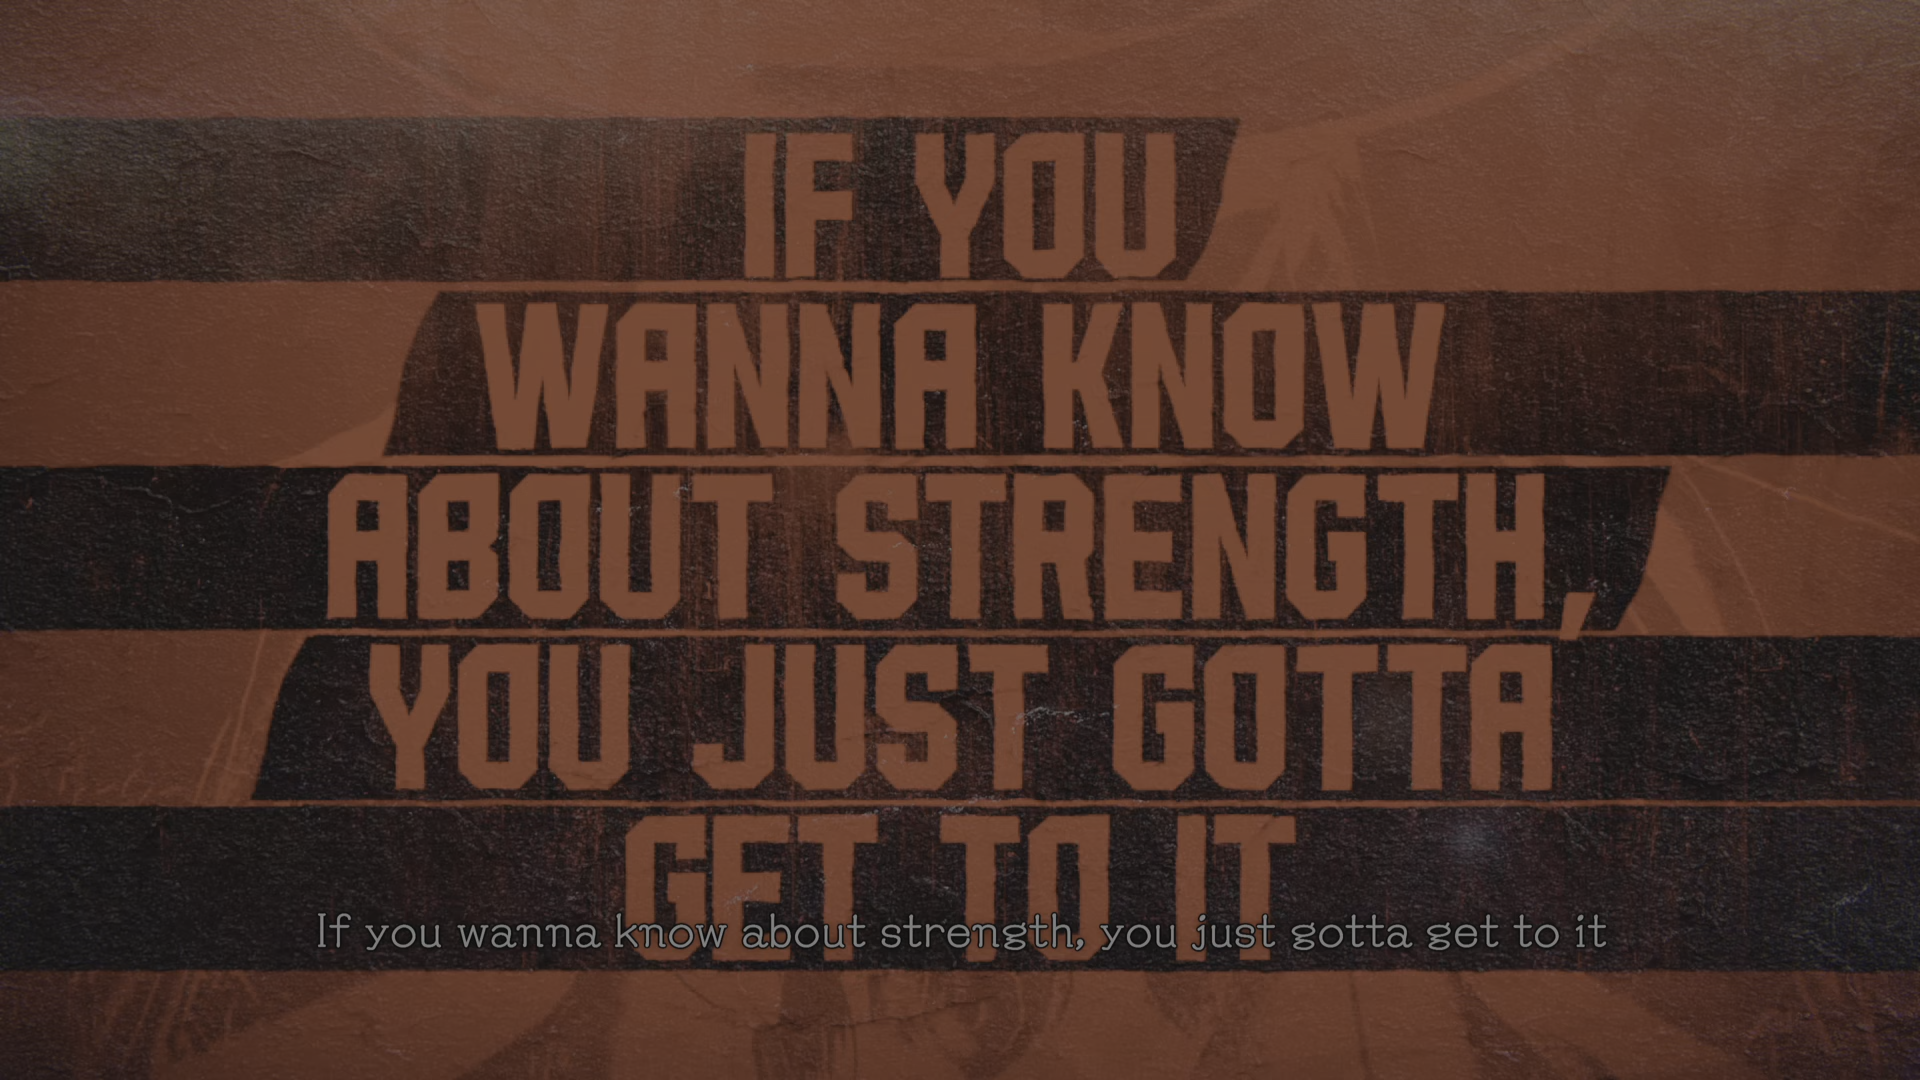 IF YOU
WANNA KNOW
ABOUT STRENGTH,
YOU JUST GOTTA
GET TO IT
If you wanna know about strength, you just gotta get to it